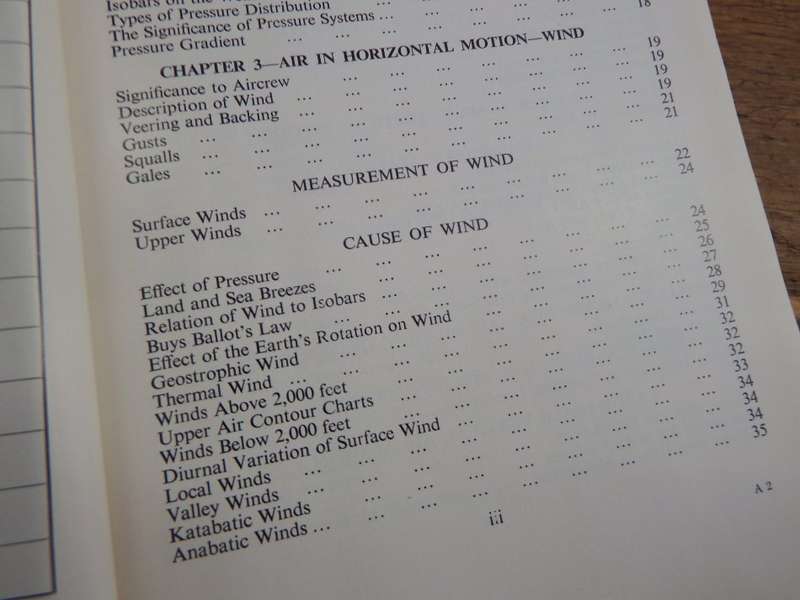 Isobars on the
Types of Pressure Distribution ... ... ... ... ...
The Significance of Pressure Systems ... ... ... ... ...
Pressure Gradient ... ... ... ... ... ... ... 18
CHAPTER 3—AIR IN HORIZONTAL MOTION—WIND
Significance to Aircrew ... ... ... ... ... ... 19
Description of Wind ... ... ... ... ... ... ... 19
Veering and Backing ... ... ... ... ... ... ... 19
Gusts ... ... ... ... ... ... ... ... ... 19
Squalls ... ... ... ... ... ... ... ... ... 21
Gales ... ... ... ... ... ... ... ... ... 21
MEASUREMENT OF WIND
Surface Winds ... ... ... ... ... ... ... ... 22
Upper Winds ... ... ... ... ... ... ... ... 24
CAUSE OF WIND
Effect of Pressure ... ... ... ... ... ... ... 24
Land and Sea Breezes ... ... ... ... ... ... 25
Relation of Wind to Isobars ... ... ... ... ... ... 26
Buys Ballot's Law ... ... ... ... ... ... ... 27
Effect of the Earth's Rotation on Wind ... ... ... ... 28
Geostrophic Wind ... ... ... ... ... ... ... 29
Thermal Wind ... ... ... ... ... ... ... ... 31
Winds Above 2,000 feet ... ... ... ... ... ... 32
Upper Air Contour Charts ... ... ... ... ... ... 32
Winds Below 2,000 feet ... ... ... ... ... ... 32
Diurnal Variation of Surface Wind ... ... ... ... ... 33
Local Winds ... ... ... ... ... ... ... ... 34
Valley Winds ... ... ... ... ... ... ... ... 34
Katabatic Winds ... ... ... ... ... ... ... 34
Anabatic Winds ... ... ... ... ... ... ... ... 35
iii
A 2